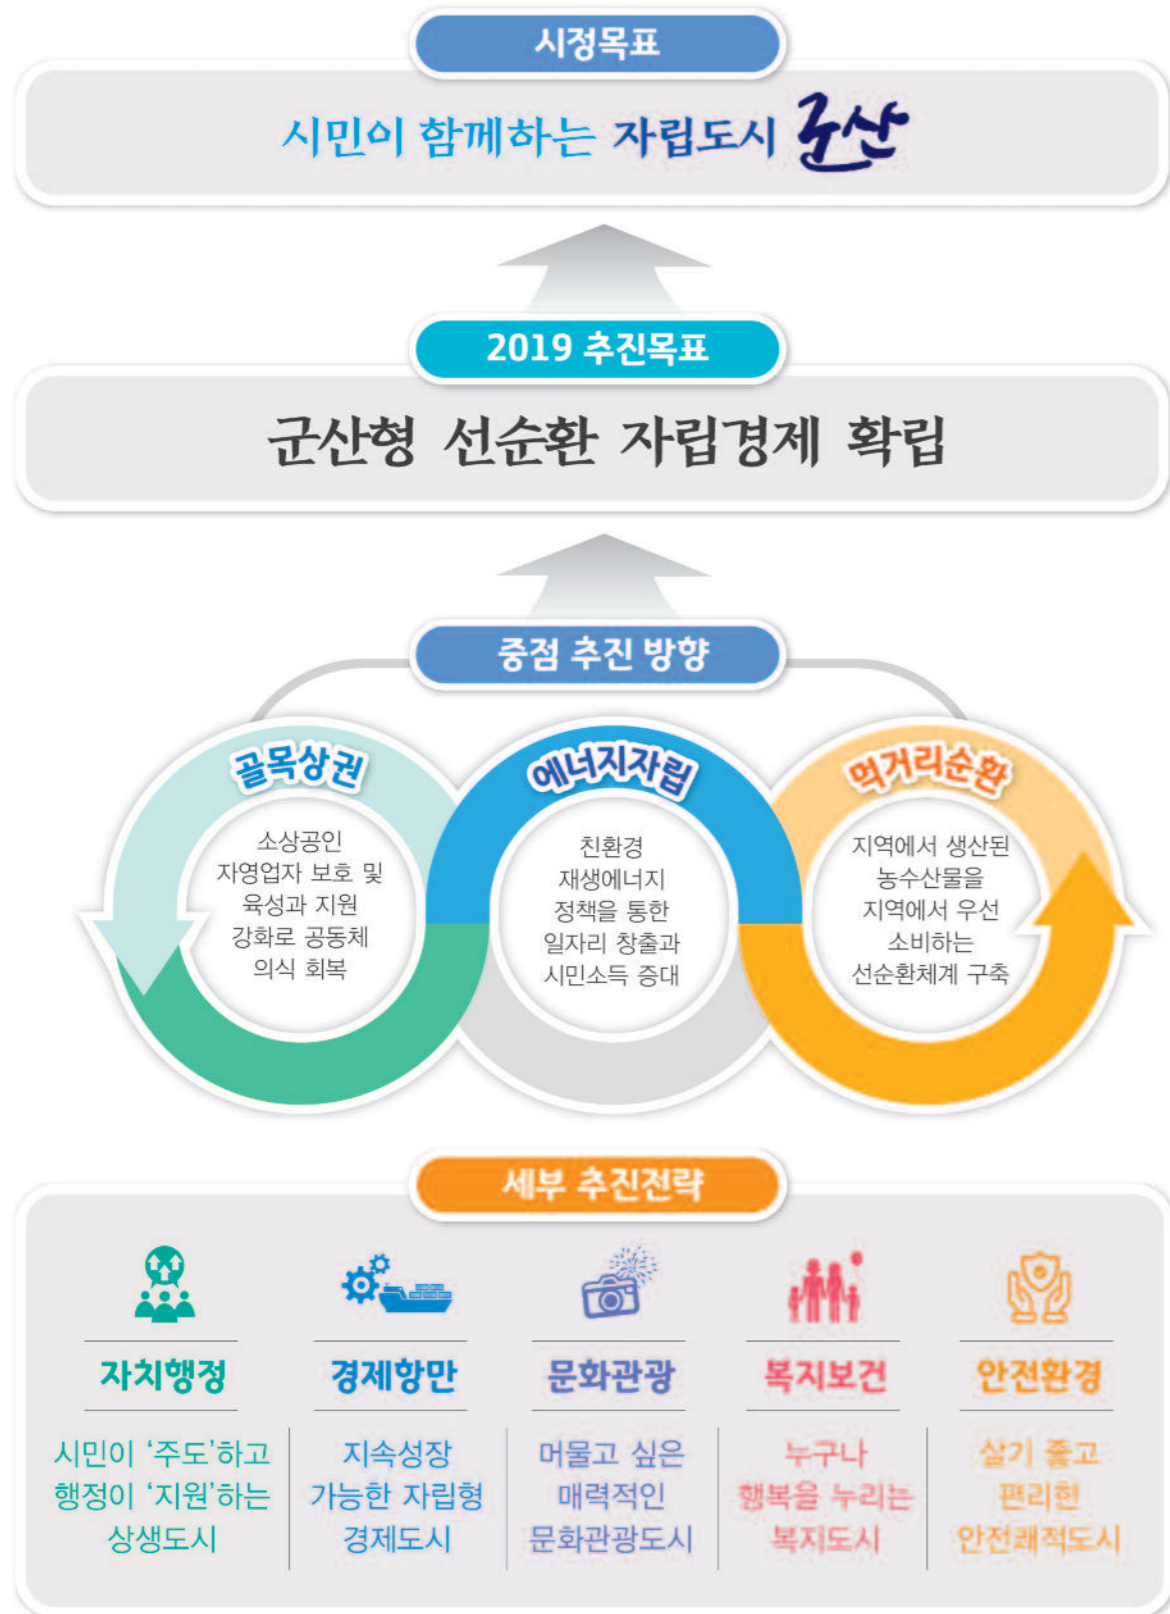 시정목표
시민이 함께하는 자립도시 군산
2019 추진목표
군산형 선순환 자립경제 확립
중점 추진 방향
골목상권
소상공인
자영업자 보호 및
육성과 지원
강화로 공동체
의식 회복
에너지자립
친환경
재생에너지
정책을 통한
일자리 창출과
시민소득 증대
먹거리순환
지역에서 생산된
농수산물을
지역에서 우선
소비하는
선순환체계 구축
세부 추진전략
자치행정
시민이 ‘주도’하고
행정이 ‘지원’하는
상생도시
경제항만
지속성장
가능한 자립형
경제도시
문화관광
머물고 싶은
매력적인
문화관광도시
복지보건
누구나
행복을 누리는
복지도시
안전환경
살기 좋고
편리한
안전쾌적도시